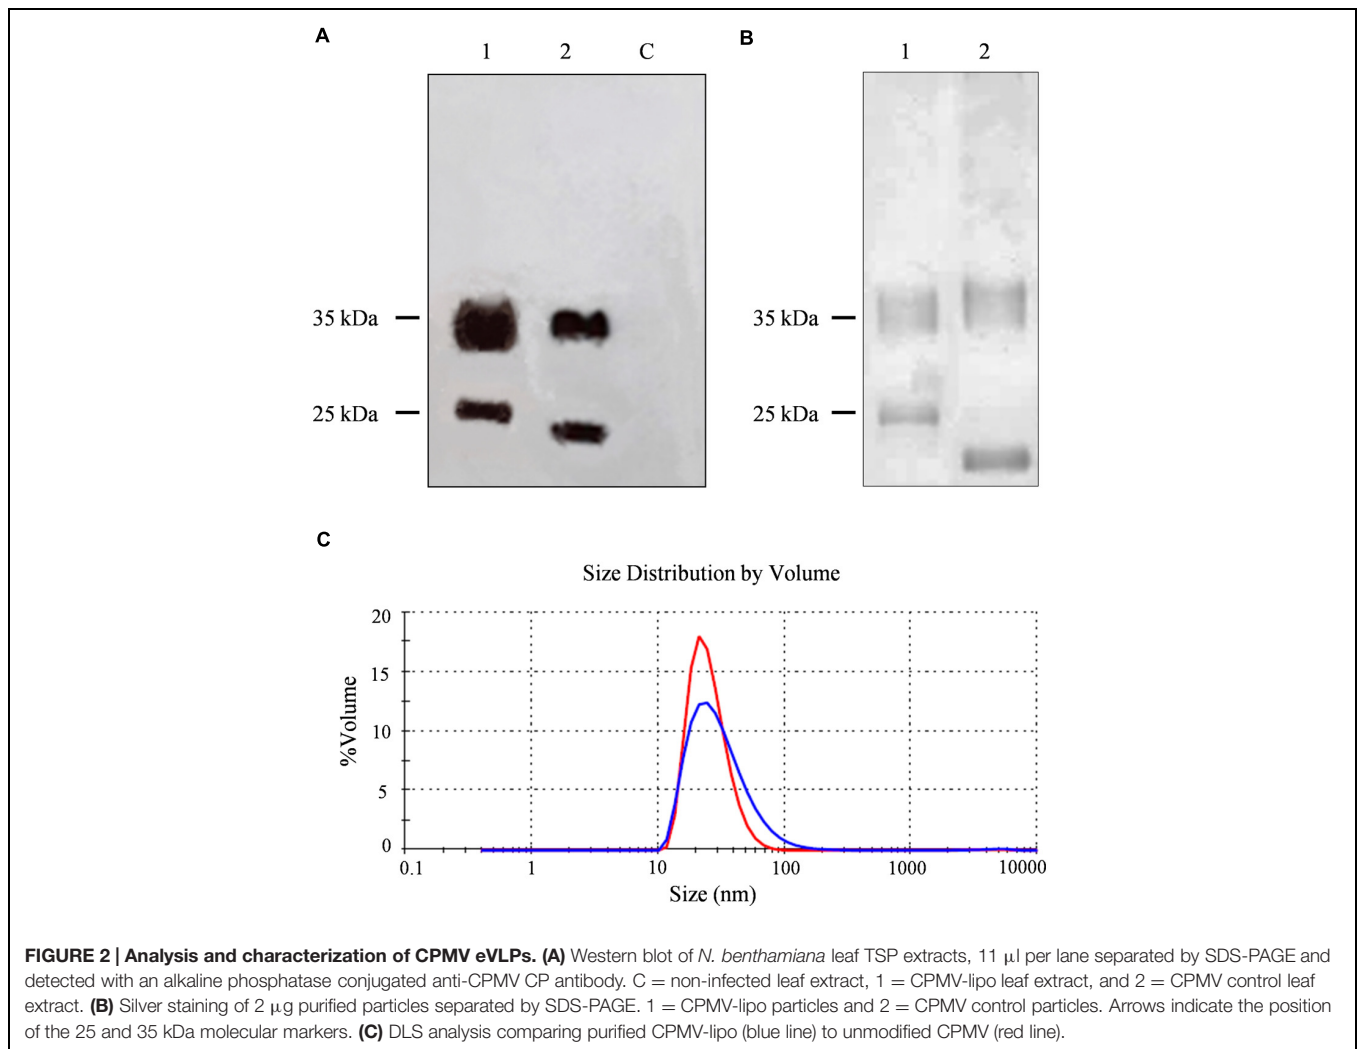 A
1 2 C
35 kDa
25 kDa
B
1 2
35 kDa
25 kDa
C
Size Distribution by Volume
%Volume
20
15
10
5
0
0.1 1 10 100 1000 10000
Size (nm)
FIGURE 2 | Analysis and characterization of CPMV eVLPs. (A) Western blot of N. benthamiana leaf TSP extracts, 11 μl per lane separated by SDS-PAGE and
detected with an alkaline phosphatase conjugated anti-CPMV CP antibody. C = non-infected leaf extract, 1 = CPMV-lipo leaf extract, and 2 = CPMV control leaf
extract. (B) Silver staining of 2 μg purified particles separated by SDS-PAGE. 1 = CPMV-lipo particles and 2 = CPMV control particles. Arrows indicate the position
of the 25 and 35 kDa molecular markers. (C) DLS analysis comparing purified CPMV-lipo (blue line) to unmodified CPMV (red line).